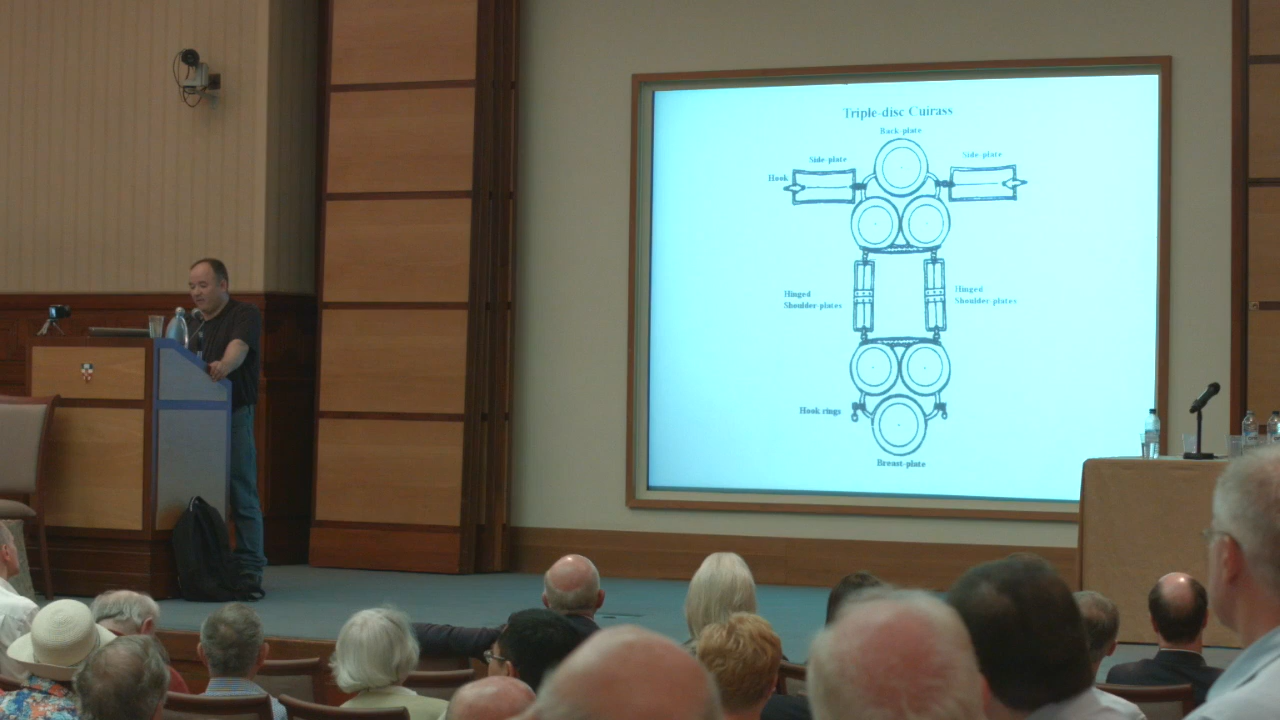 Triple-disc Cuirass
Back-plate
Side-plate
Side-plate
Hook
Hinged
Shoulder plates
Hinged
Shoulder plates
Hook rings
Breast-plate